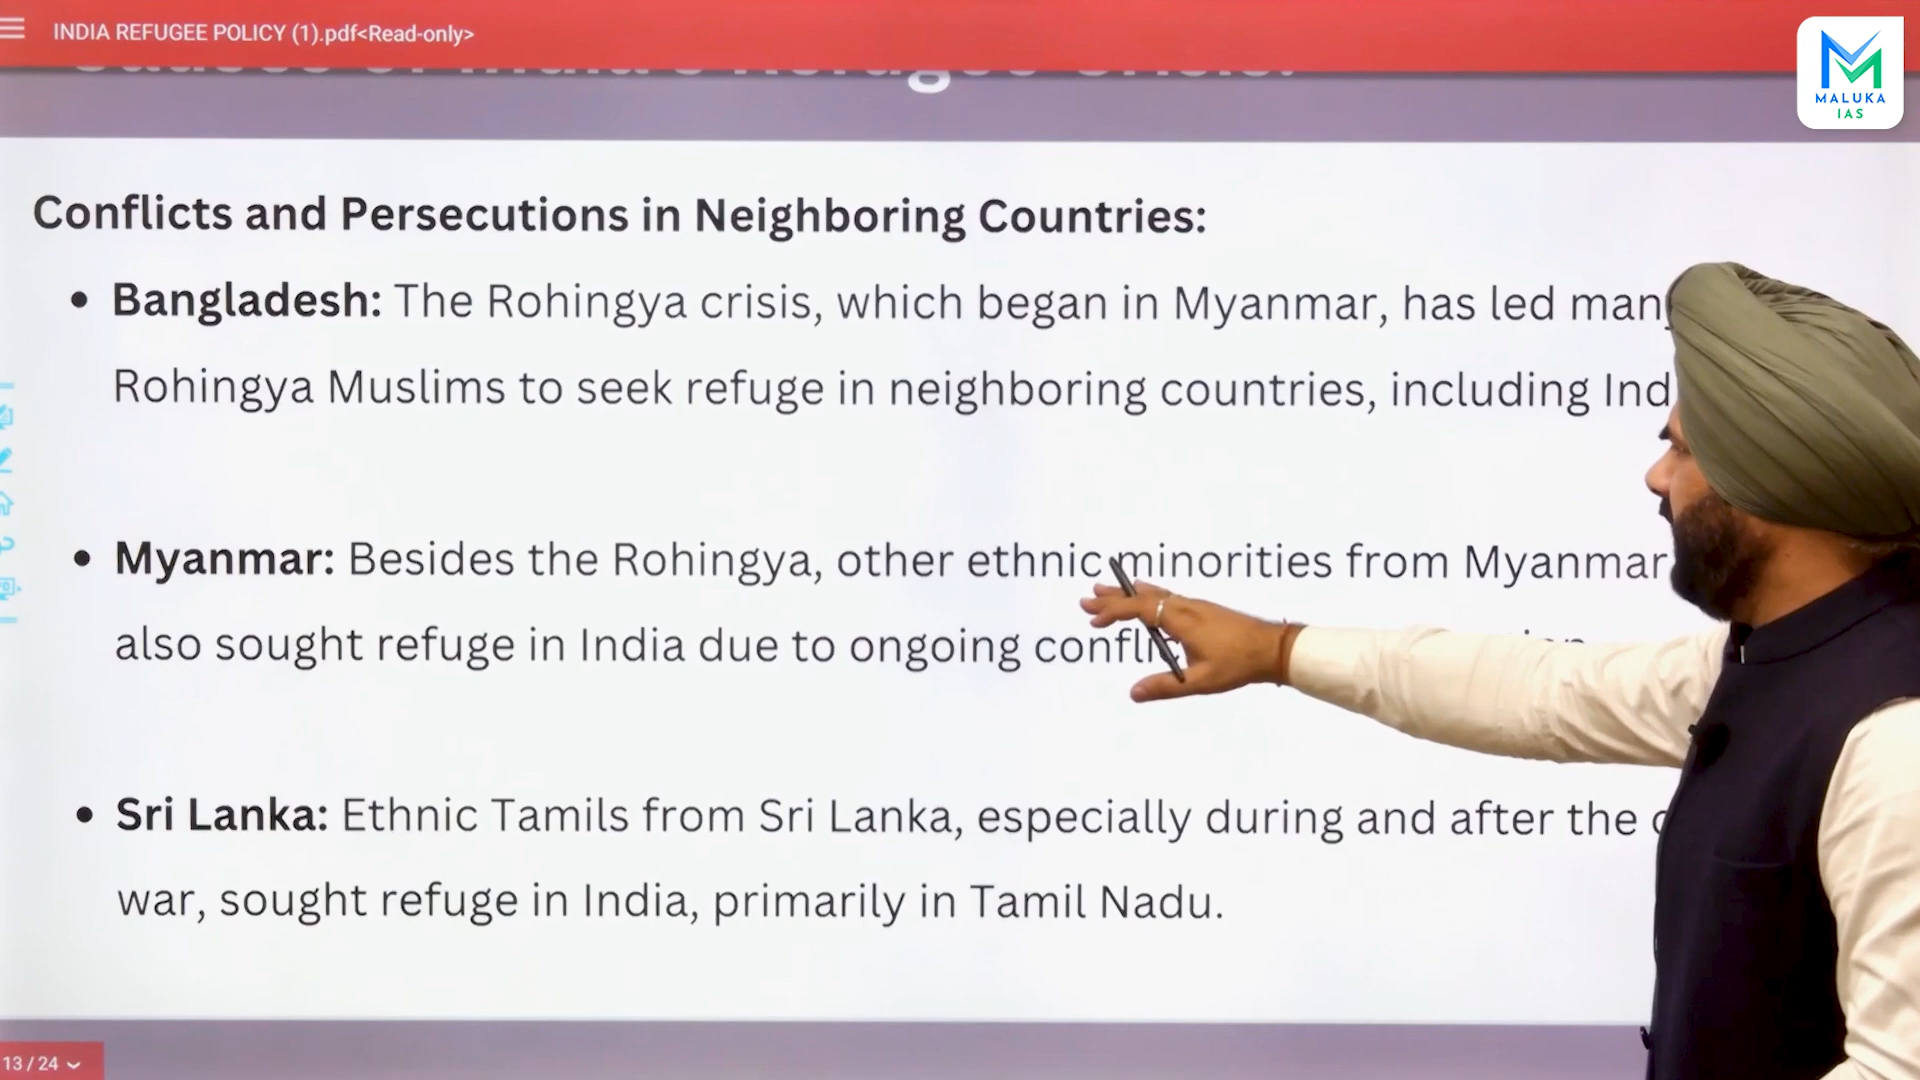 INDIA REFUGEE POLICY (1).pdf<Read-only>
MALUKA
IAS
Conflicts and Persecutions in Neighboring Countries:
• Bangladesh: The Rohingya crisis, which began in Myanmar, has led
Rohingya Muslims to seek refuge in neighboring countries, including
• Myanmar: Besides the Rohingya, other ethnic minorities from Myanmar
also sought refuge in India due to ongoing
• Sri Lanka: Ethnic Tamils from Sri Lanka, especially during and after the
war, sought refuge in India, primarily in Tamil Nadu.
13 / 24